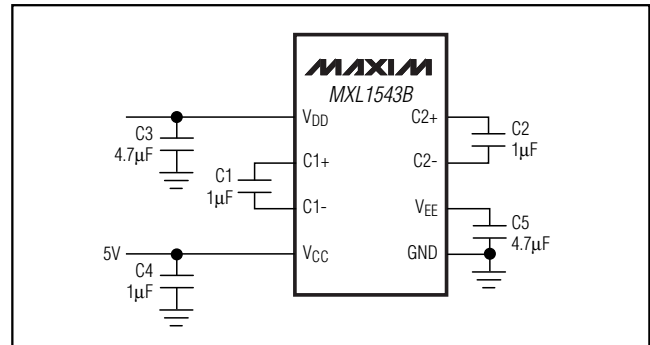 MAXIM
MXL1543B
VDD
C2+
C3
4.7µF
C2
1µF
C1+
C2-
C1
1µF
C1-
VEE
C5
4.7µF
5V
VCC
GND
C4
1µF